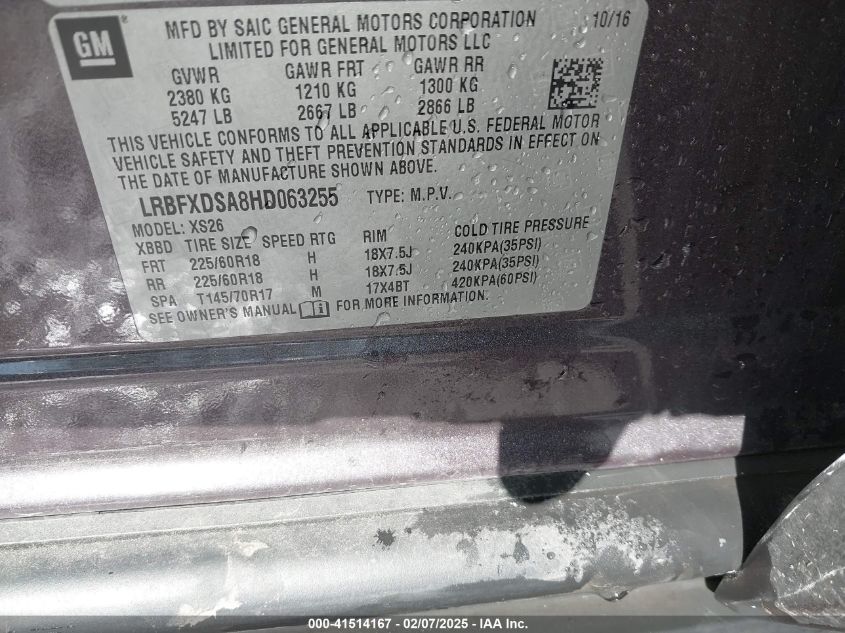 GM
MFD BY SAIC GENERAL MOTORS CORPORATION 10/16
LIMITED FOR GENERAL MOTORS LLC
GVWR GAWR FRT GAWR RR
2380 KG 1210 KG 1300 KG
5247 LB 2667 LB 2866 LB
THIS VEHICLE CONFORMS TO ALL APPLICABLE U.S. FEDERAL MOTOR
VEHICLE SAFETY AND THEFT PREVENTION STANDARDS IN EFFECT ON
THE DATE OF MANUFACTURE SHOWN ABOVE.
LRBFXDSA8HD063255 TYPE: M.P.V.
MODEL: XS26
XBBD TIRE SIZE SPEED RTG RIM COLD TIRE PRESSURE
FRT 225/60R18 H 18X7.5J 240KPA(35PSI)
RR 225/60R18 H 18X7.5J 240KPA(35PSI)
SPA T145/70R17 M 17X4BT 420KPA(60PSI)
SEE OWNER'S MANUAL FOR MORE INFORMATION.
000-41514167 - 02/07/2025 - IAA Inc.